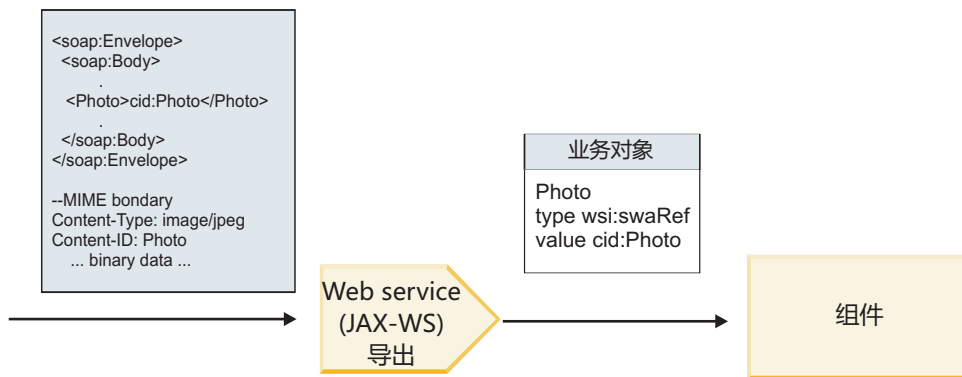 <soap:Envelope>
<soap:Body>
.
<Photo>cid:Photo</Photo>
.
</soap:Body>
</soap:Envelope>
--MIME bondary
Content-Type: image/jpeg
Content-ID: Photo
... binary data ...
业务对象
Photo
type wsi:swaRef
value cid:Photo
Web service
(JAX-WS)
导出
组件